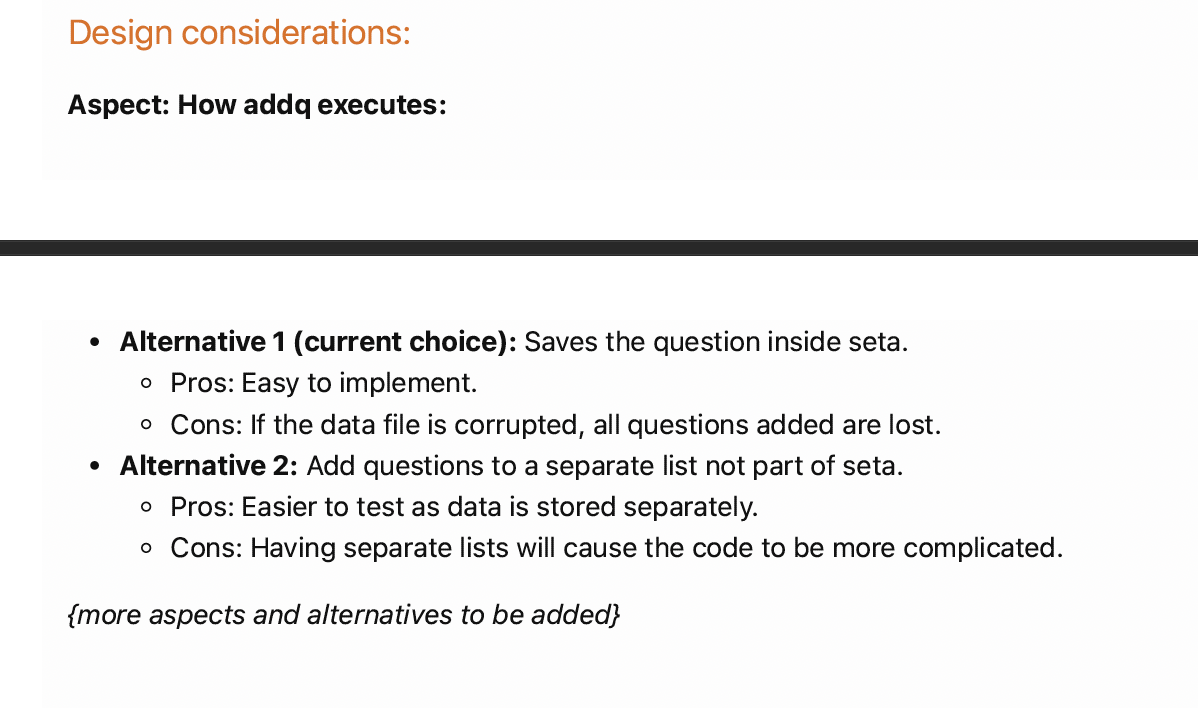 Design considerations:
Aspect: How addq executes:
• Alternative 1 (current choice): Saves the question inside seta.
◦ Pros: Easy to implement.
◦ Cons: If the data file is corrupted, all questions added are lost.
• Alternative 2: Add questions to a separate list not part of seta.
◦ Pros: Easier to test as data is stored separately.
◦ Cons: Having separate lists will cause the code to be more complicated.
{more aspects and alternatives to be added}